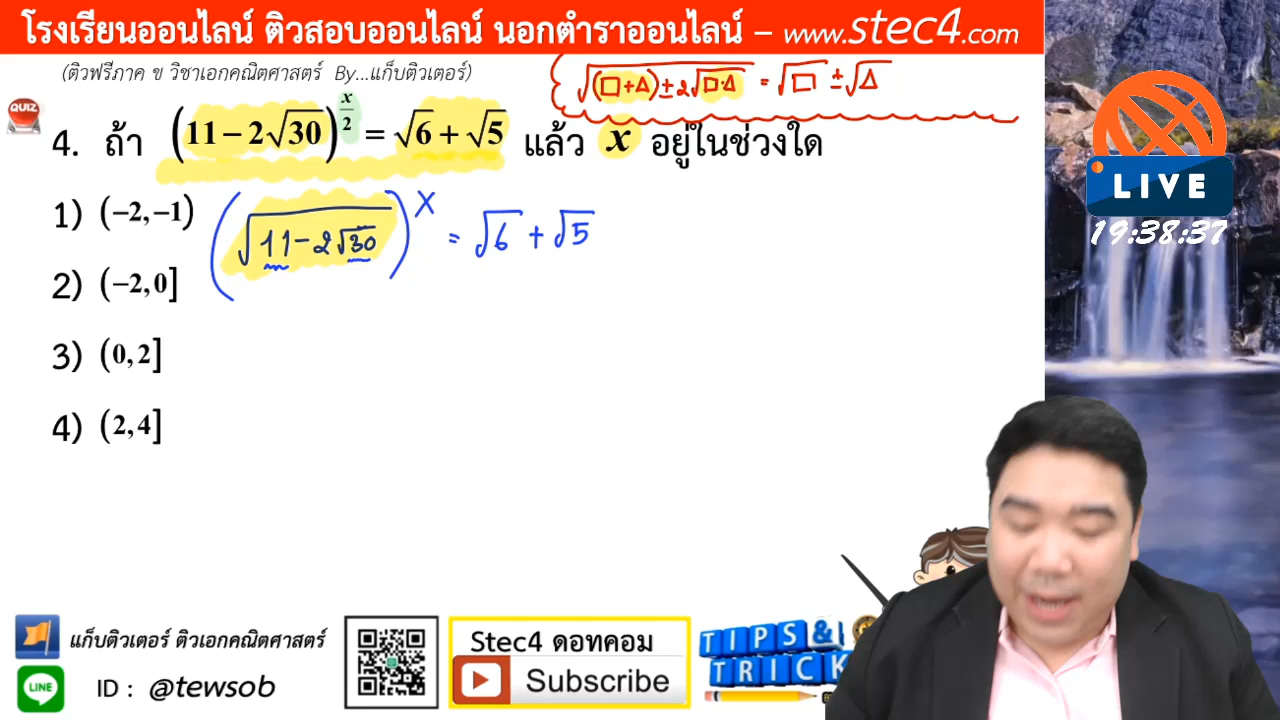 โรงเรียนออนไลน์ ติวสอบออนไลน์ นอกตำราออนไลน์ – www.stec4.com
(ติวฟรีภาค ข วิชาเอกคณิตศาสตร์ By...แก็บติวเตอร์)
√(□+Δ)±2√□·Δ = √□ ± √Δ
QUIZ
4. ถ้า (11−2√30)^(x/2) = √6+√5 แล้ว x อยู่ในช่วงใด
1) (−2,−1)
(√11−2√30)^x = √6 + √5
2) (−2,0]
3) (0,2]
4) (2,4]
LIVE
19:38:37
แก็บติวเตอร์ ติวเอกคณิตศาสตร์
LINE
ID : @tewsob
Stec4 ดอทคอม
Subscribe
TIPS &
TRICK